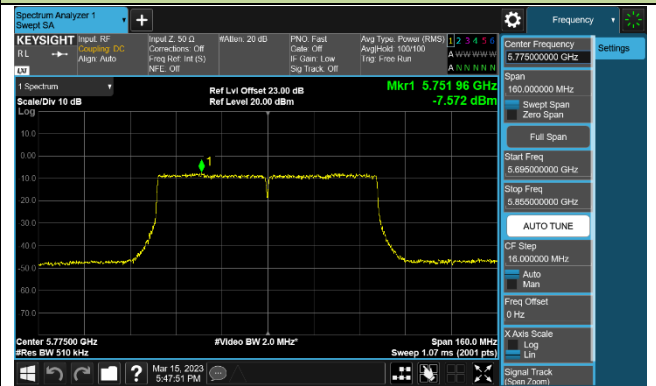 Spectrum Analyzer 1
Swept SA
+
Frequency
KEYSIGHT
RL
LXI
Input: RF
Coupling: DC
Align: Auto
Input Z: 50 Ω
Corrections: Off
Freq Ref: Int (S)
NFE: Off
#Atten: 20 dB
PNO: Fast
Gate: Off
IF Gain: Low
Sig Track: Off
Avg Type: Power (RMS)
Avg|Hold: 100/100
Trig: Free Run
1 2 3 4 5 6
A W W W W W
A N N N N N
1 Spectrum
Scale/Div 10 dB
Log
Ref Lvl Offset 23.00 dB
Ref Level 20.00 dBm
Mkr1 5.751 96 GHz
-7.572 dBm
10.0
0.00
-10.0
-20.0
-30.0
-40.0
-50.0
-60.0
-70.0
1
Center 5.77500 GHz
#Res BW 510 kHz
#Video BW 2.0 MHz*
Span 160.0 MHz
Sweep 1.07 ms (2001 pts)
Mar 15, 2023
5:47:51 PM
?
Center Frequency
5.775000000 GHz
Span
160.000000 MHz
Swept Span
Zero Span
Full Span
Start Freq
5.695000000 GHz
Stop Freq
5.855000000 GHz
AUTO TUNE
CF Step
16.000000 MHz
Auto
Man
Freq Offset
0 Hz
X Axis Scale
Log
Lin
Signal Track
(Span Zoom)
Settings